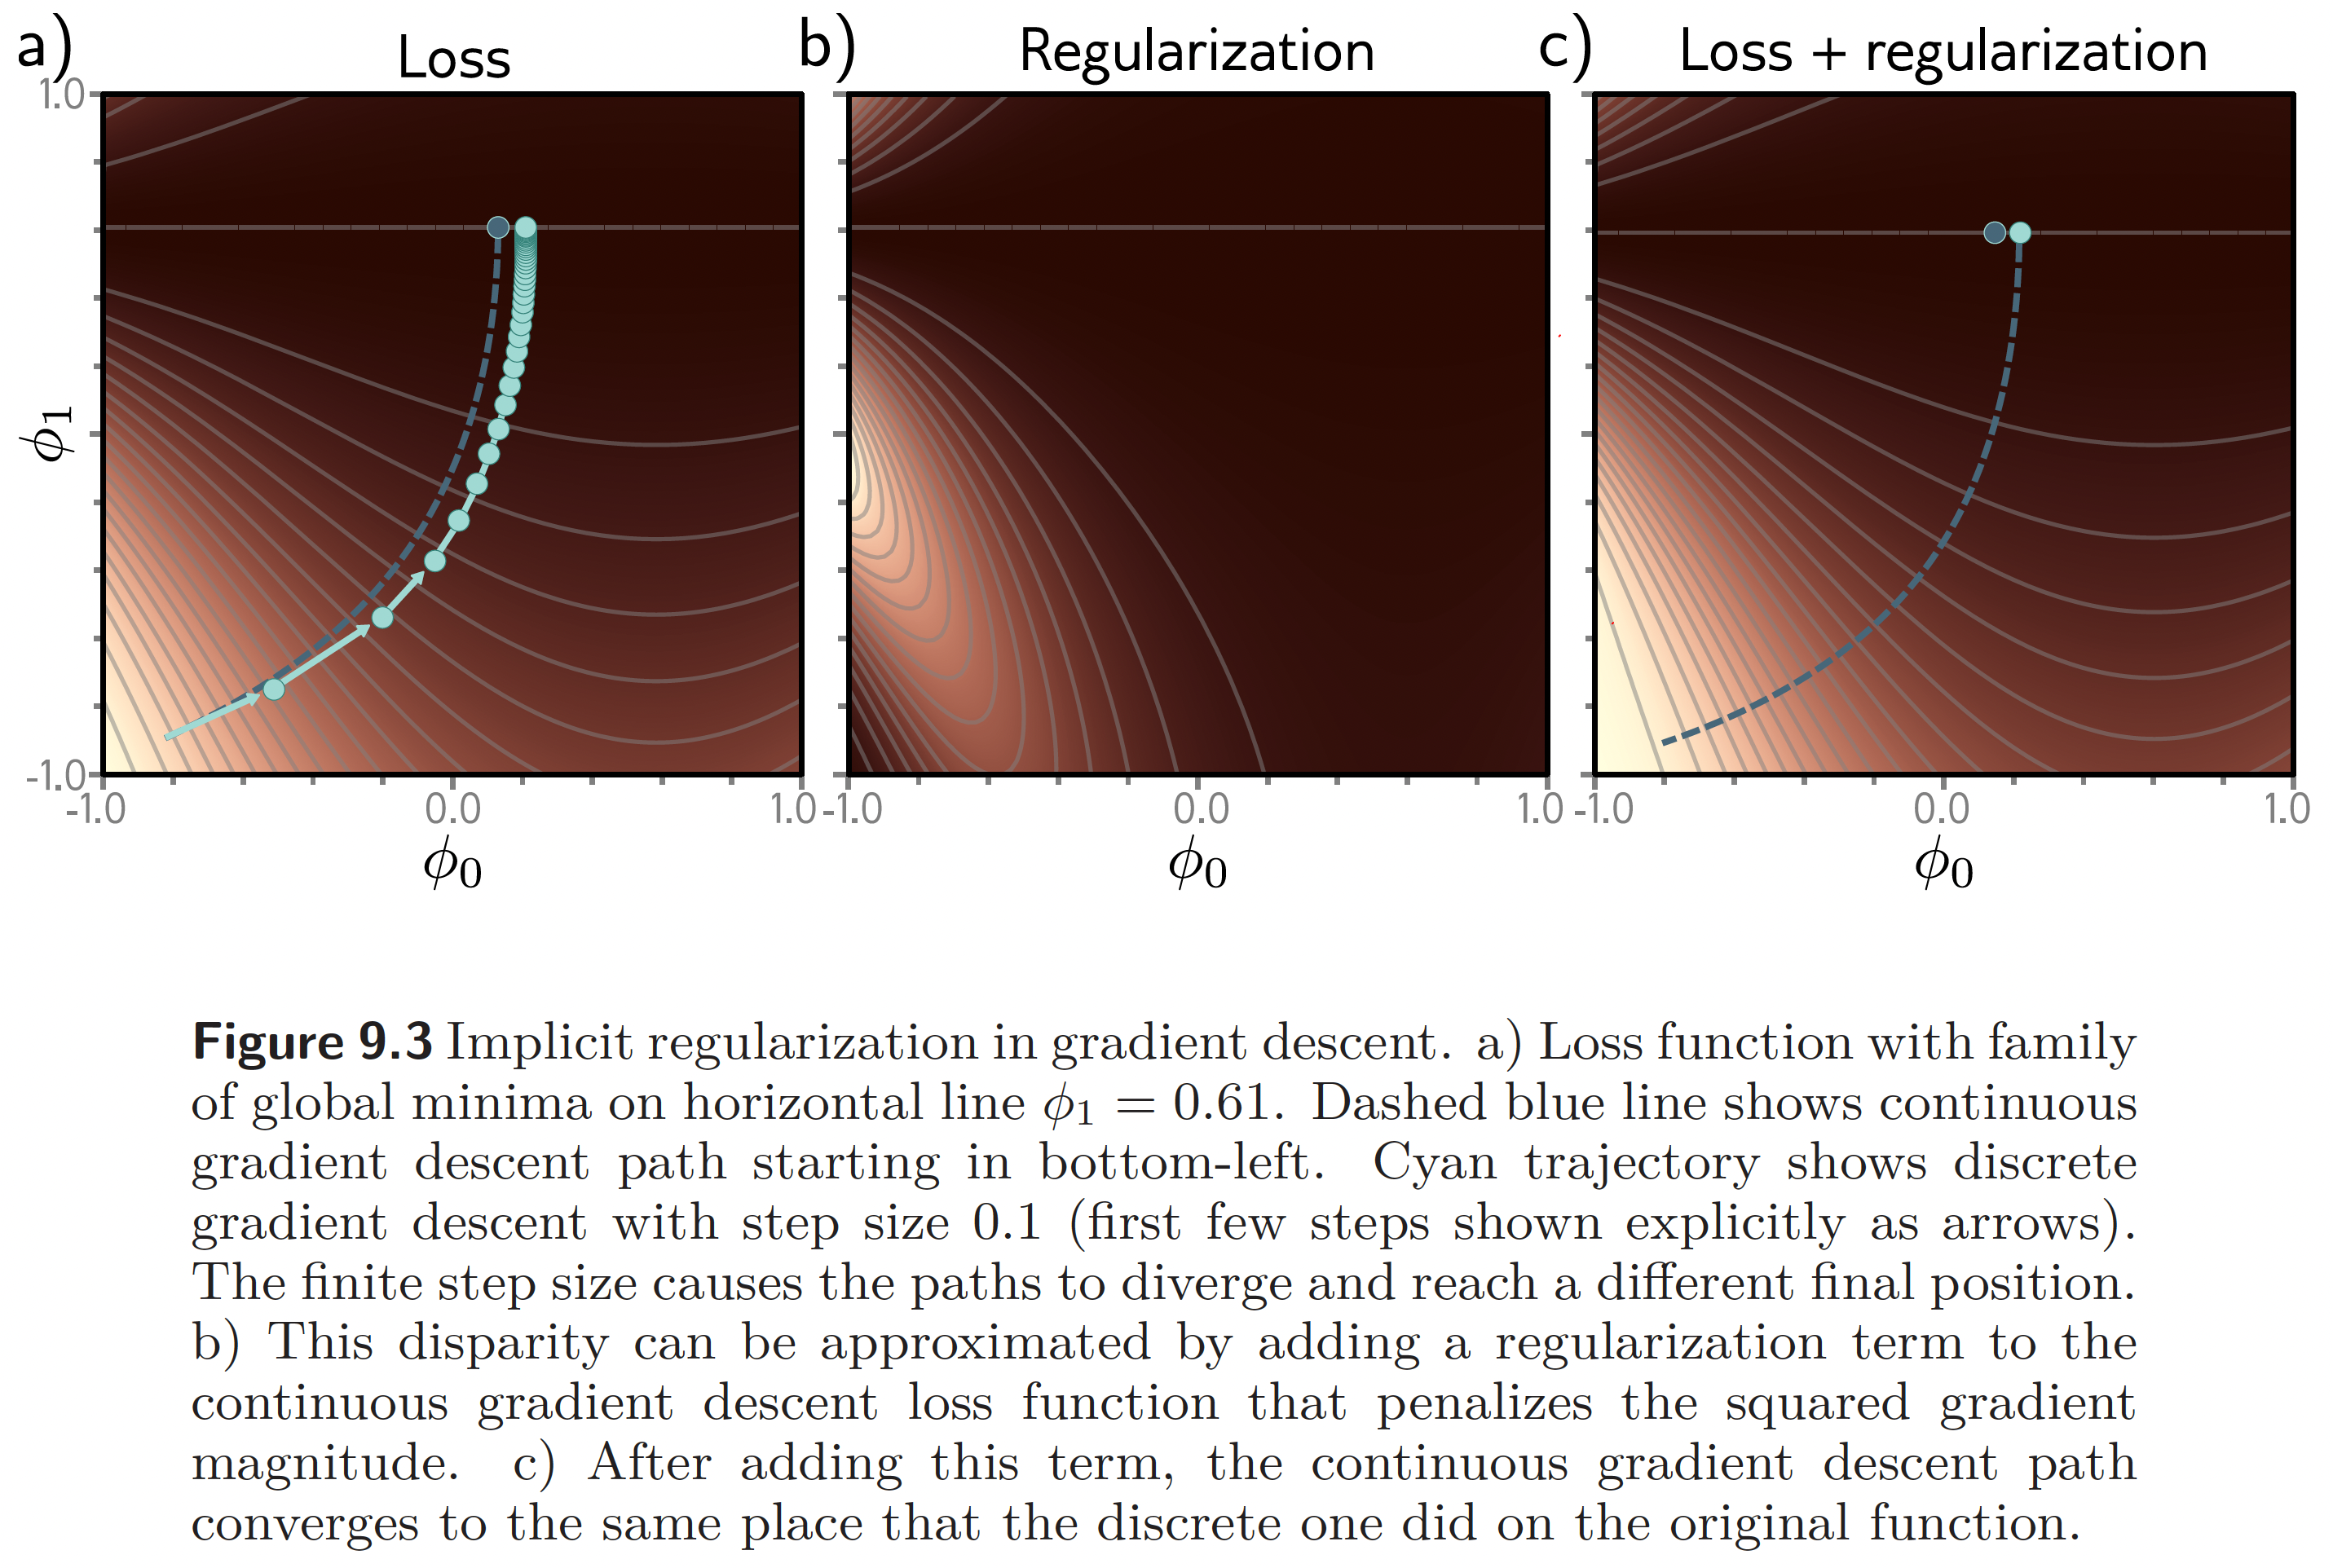 a) Loss b) Regularization c) Loss + regularization
1.0
ϕ1
-1.0
-1.0 0.0 1.0 -1.0 0.0 1.0 -1.0 0.0 1.0
ϕ0 ϕ0 ϕ0
Figure 9.3 Implicit regularization in gradient descent. a) Loss function with family
of global minima on horizontal line ϕ1 = 0.61. Dashed blue line shows continuous
gradient descent path starting in bottom-left. Cyan trajectory shows discrete
gradient descent with step size 0.1 (first few steps shown explicitly as arrows).
The finite step size causes the paths to diverge and reach a different final position.
b) This disparity can be approximated by adding a regularization term to the
continuous gradient descent loss function that penalizes the squared gradient
magnitude. c) After adding this term, the continuous gradient descent path
converges to the same place that the discrete one did on the original function.